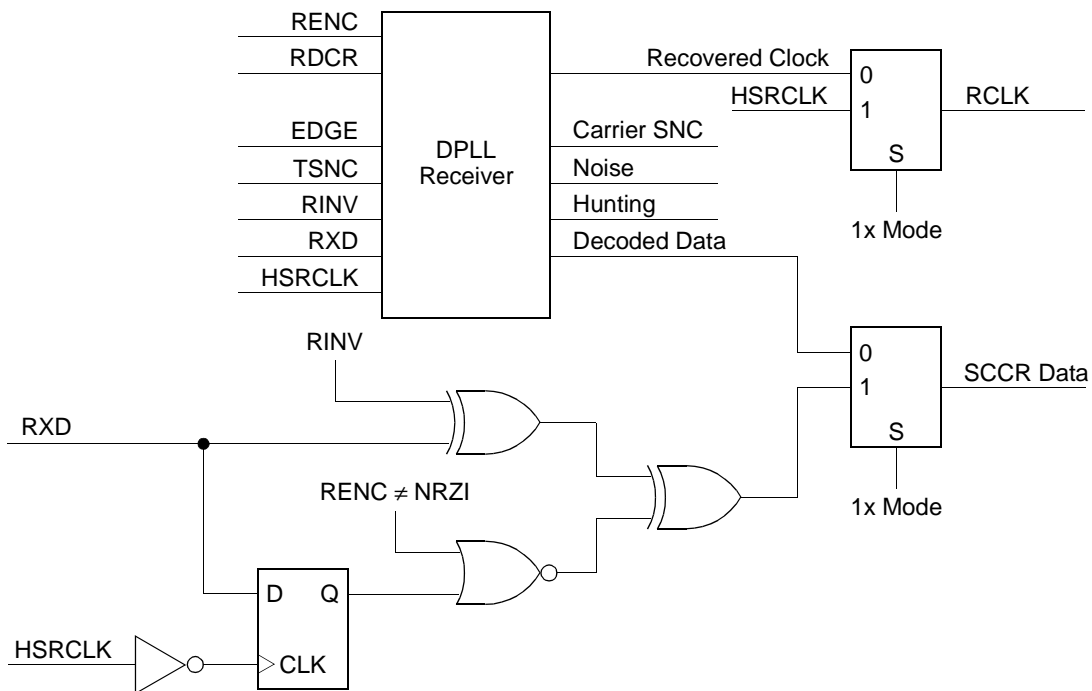 RENC
RDCR
EDGE
TSNC
RINV
RXD
HSRCLK
DPLL
Receiver
Recovered Clock
Carrier SNC
Noise
Hunting
Decoded Data
HSRCLK
0
1
S
RCLK
1x Mode
0
1
S
SCCR Data
1x Mode
RINV
RXD
RENC ≠ NRZI
D Q
CLK
HSRCLK